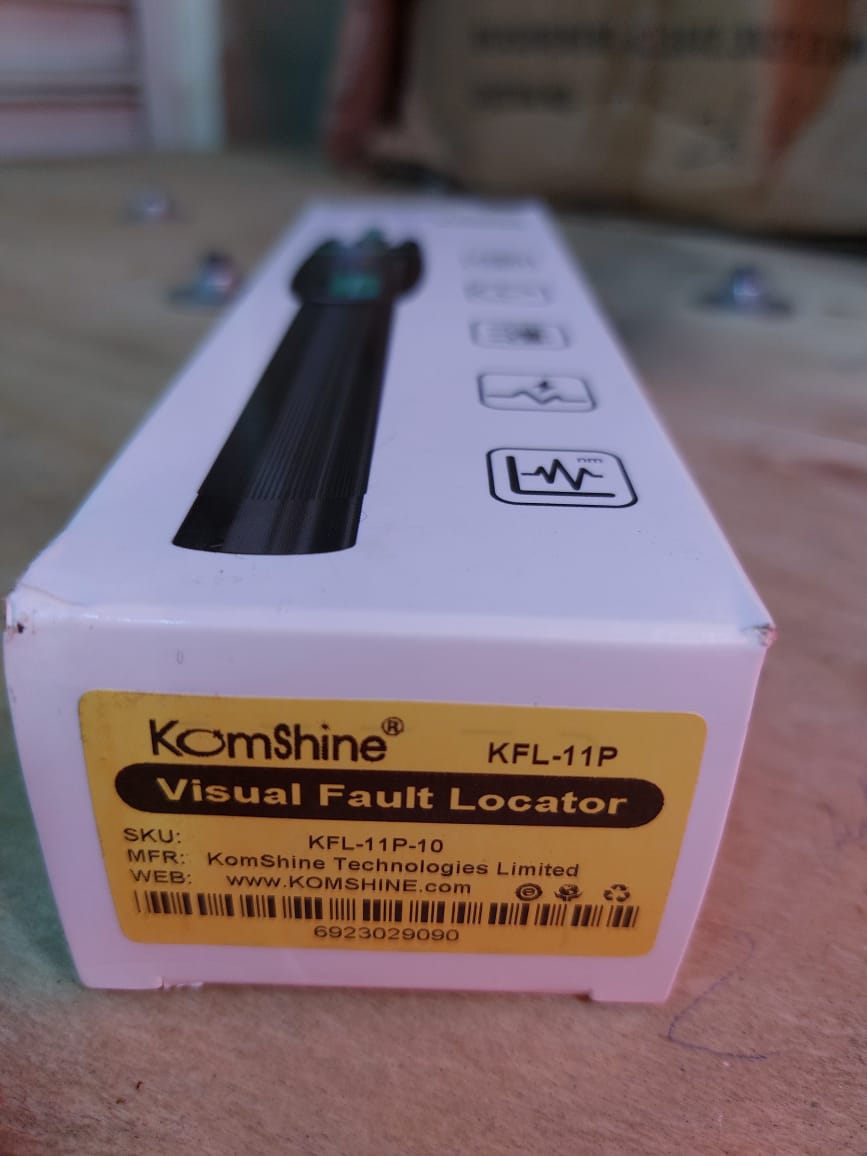 nm
KomShine®
KFL-11P
Visual Fault Locator
SKU: KFL-11P-10
MFR: KomShine Technologies Limited
WEB: www.KOMSHINE.com
6923029090